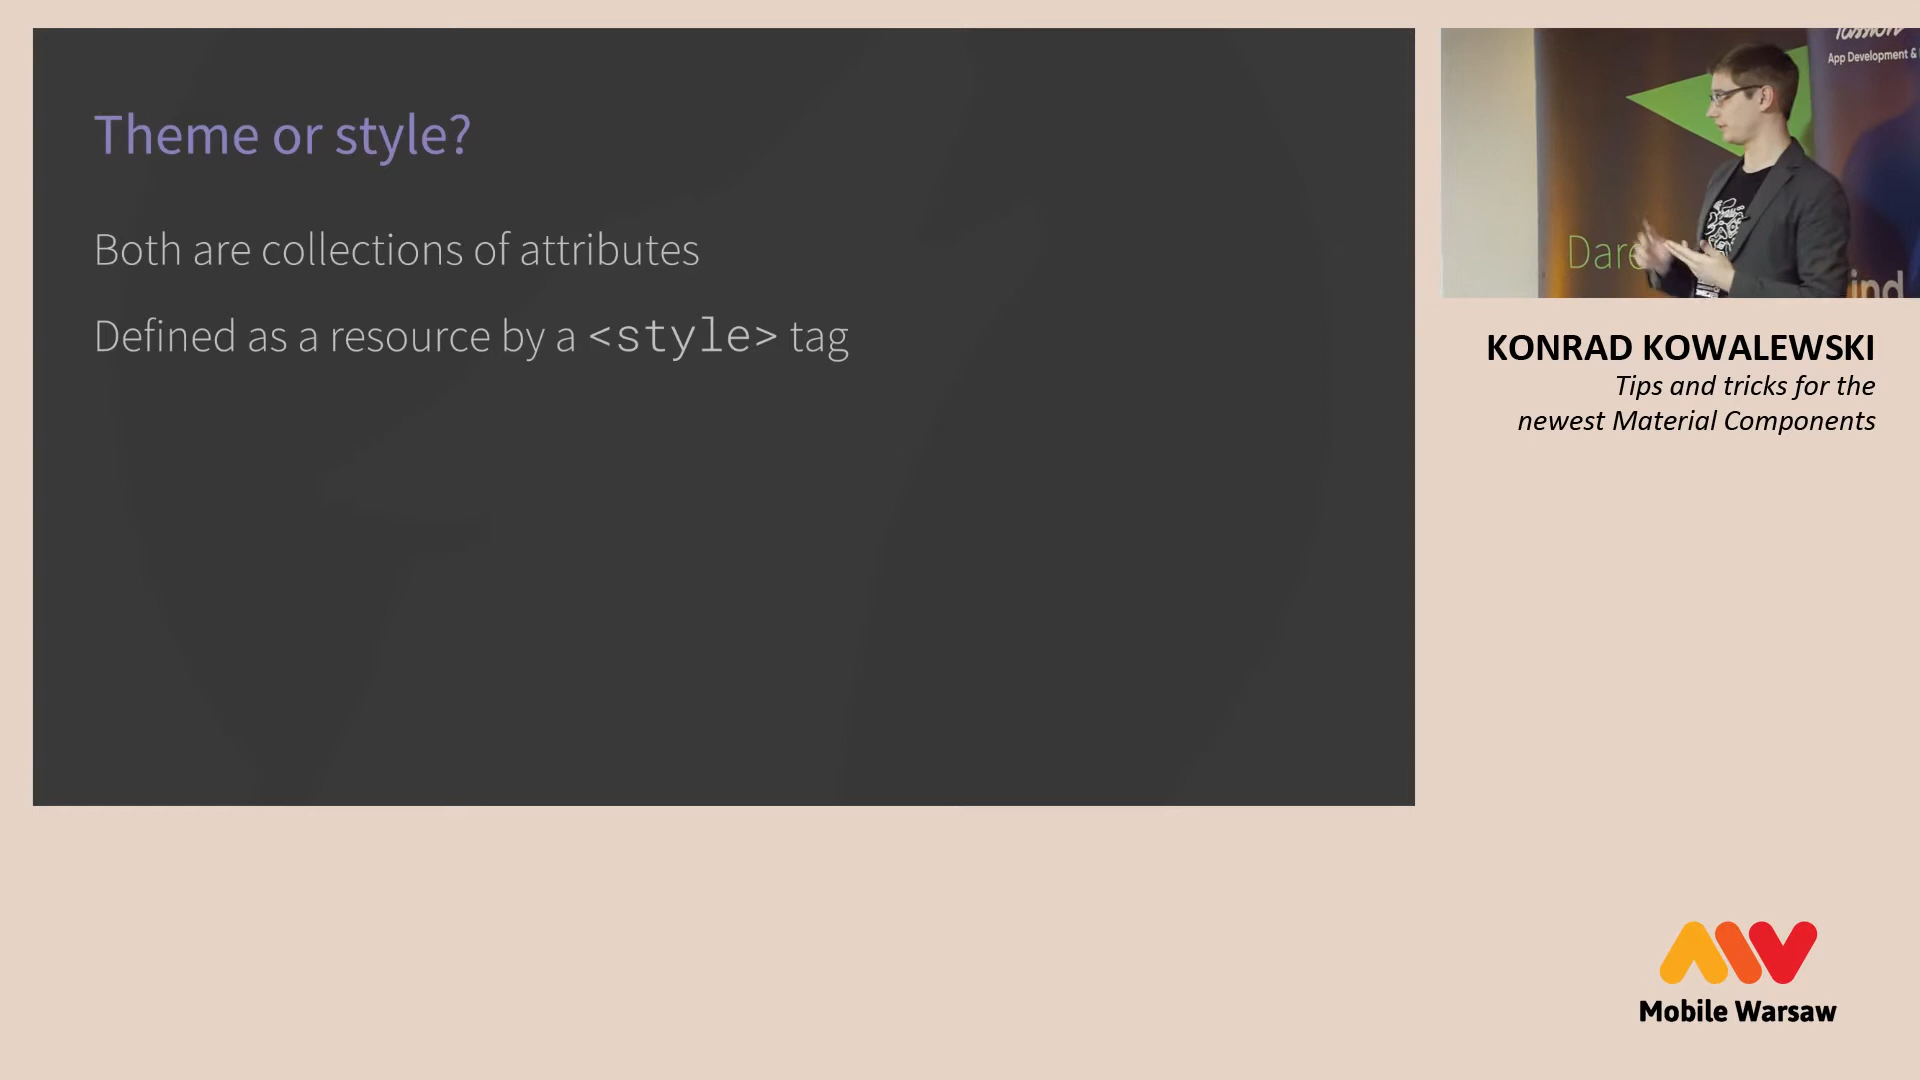 Theme or style?
Both are collections of attributes
Defined as a resource by a <style> tag
App Development &
Dare
ind
KONRAD KOWALEWSKI
Tips and tricks for the
newest Material Components
Mobile Warsaw